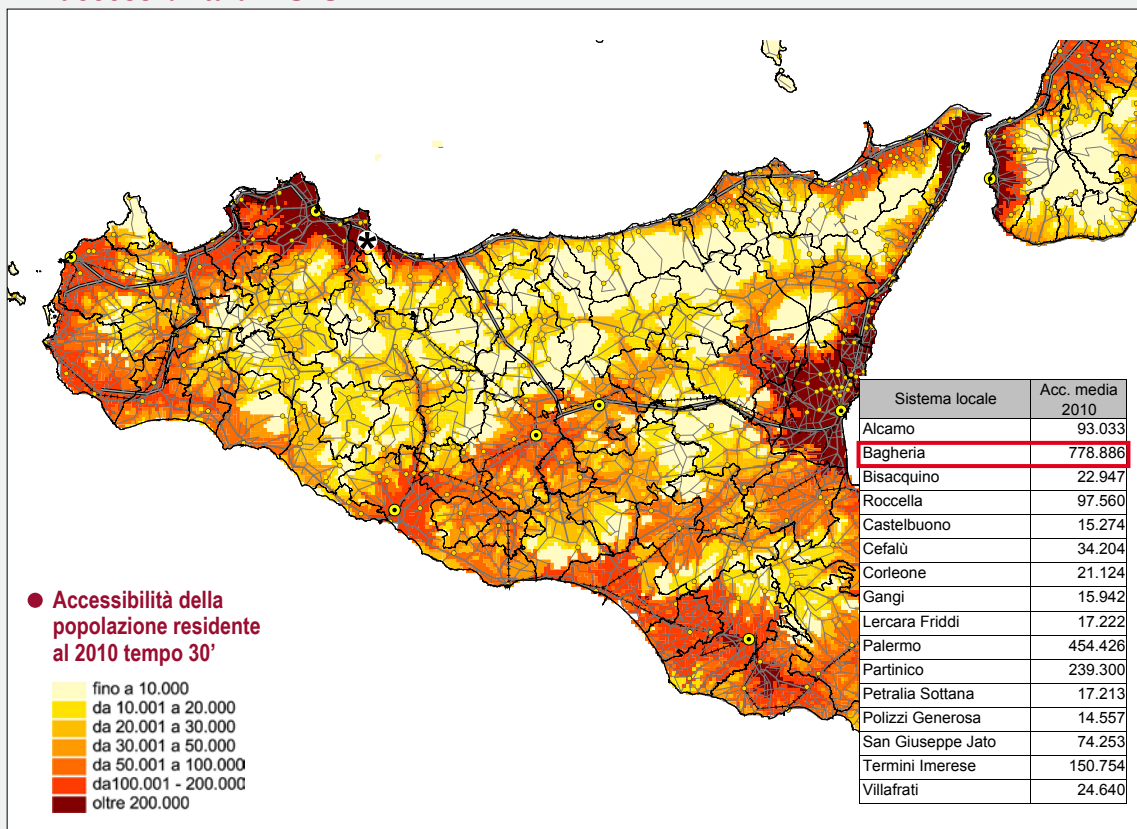 Accessibilità della
popolazione residente
al 2010 tempo 30’
fino a 10.000
da 10.001 a 20.000
da 20.001 a 30.000
da 30.001 a 50.000
da 50.001 a 100.000
da100.001 - 200.000
oltre 200.000
Sistema locale Acc. media 2010
Alcamo 93.033
Bagheria 778.886
Bisacquino 22.947
Roccella 97.560
Castelbuono 15.274
Cefalù 34.204
Corleone 21.124
Gangi 15.942
Lercara Friddi 17.222
Palermo 454.426
Partinico 239.300
Petralia Sottana 17.213
Polizzi Generosa 14.557
San Giuseppe Jato 74.253
Termini Imerese 150.754
Villafrati 24.640